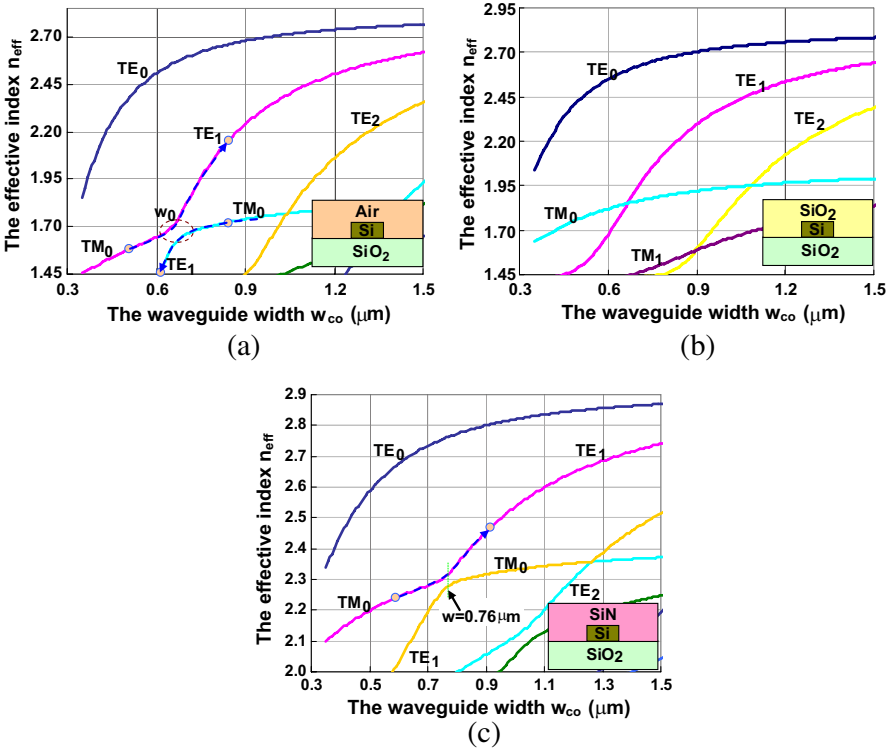 The effective index neff
2.70
2.45
2.20
1.95
1.70
1.45
0.3
0.6
0.9
1.2
1.5
The waveguide width wco (μm)
TE0
TE1
TE2
w0
TM0
TM0
TE1
Air
Si
SiO2
(a)
The effective index neff
2.95
2.70
2.45
2.20
1.95
1.70
1.45
0.3
0.6
0.9
1.2
1.5
The waveguide width wco (μm)
TE0
TE1
TE2
TM0
TM1
SiO2
Si
SiO2
(b)
The effective index neff
2.9
2.8
2.7
2.6
2.5
2.4
2.3
2.2
2.1
2.0
0.3
0.5
0.7
0.9
1.1
1.3
1.5
The waveguide width wco (μm)
TE0
TE1
TM0
TM0
TE2
w=0.76 μm
TE1
SiN
Si
SiO2
(c)